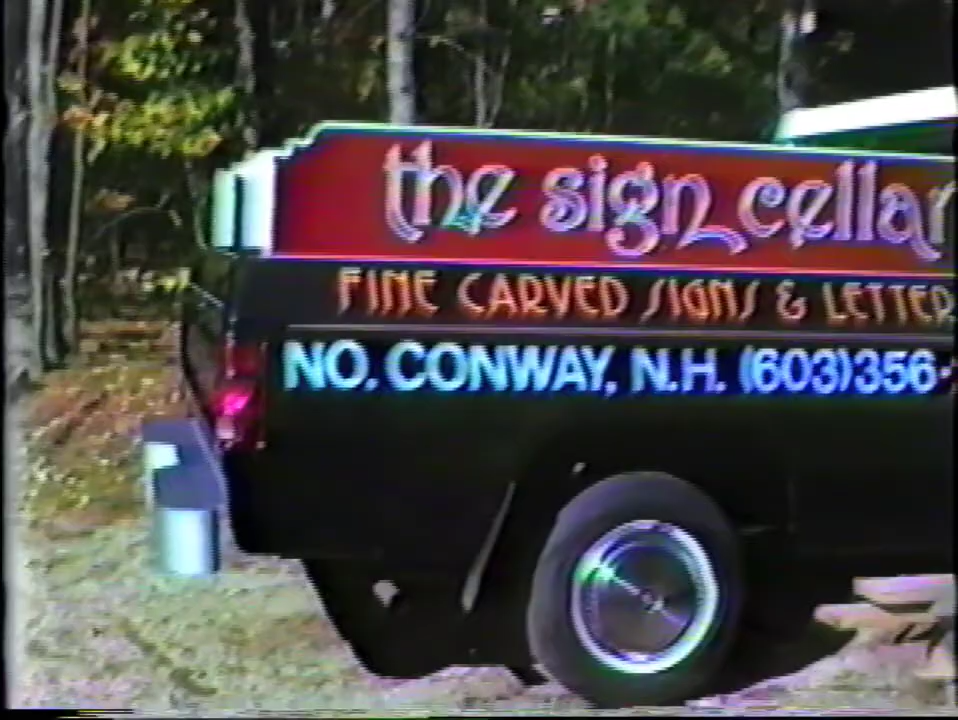 the sign cellar
FINE CARVED SIGNS & LETTER
NO. CONWAY, N.H. (603)356-